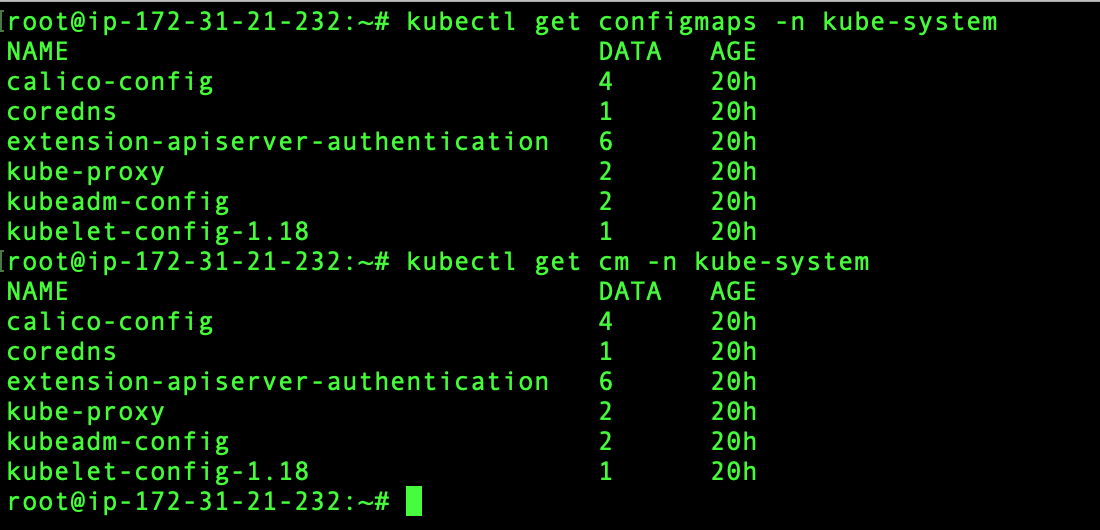 [root@ip-172-31-21-232:~# kubectl get configmaps -n kube-system
NAME DATA AGE
calico-config 4 20h
coredns 1 20h
extension-apiserver-authentication 6 20h
kube-proxy 2 20h
kubeadm-config 2 20h
kubelet-config-1.18 1 20h
[root@ip-172-31-21-232:~# kubectl get cm -n kube-system
NAME DATA AGE
calico-config 4 20h
coredns 1 20h
extension-apiserver-authentication 6 20h
kube-proxy 2 20h
kubeadm-config 2 20h
kubelet-config-1.18 1 20h
root@ip-172-31-21-232:~#